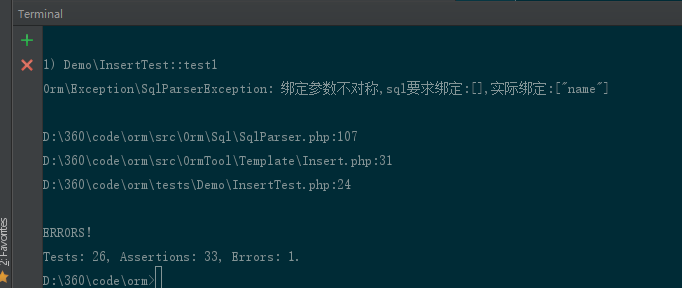 Terminal
1) Demo\InsertTest::test1
Orm\Exception\SqlParserException: 绑定参数不对称,sql要求绑定:[],实际绑定:["name"]
D:\360\code\orm\src\Orm\Sql\SqlParser.php:107
D:\360\code\orm\src\OrmTool\Template\Insert.php:31
D:\360\code\orm\tests\Demo\InsertTest.php:24
ERRORS!
Tests: 26, Assertions: 33, Errors: 1.
D:\360\code\orm>
2: Favorites